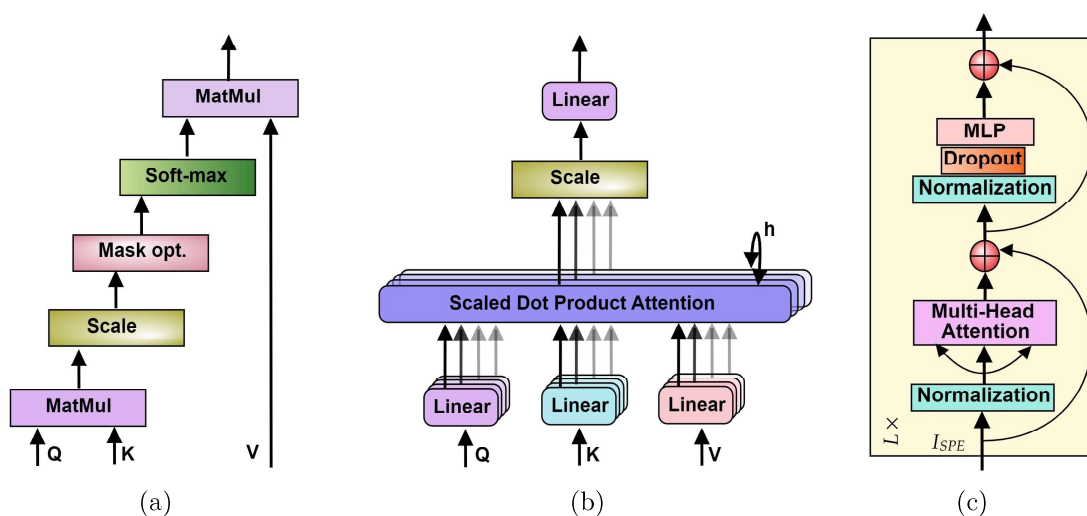 MatMul
Soft-max
Mask opt.
Scale
MatMul
Q
K
V
(a)
Linear
Scale
h
Scaled Dot Product Attention
Linear
Linear
Linear
Q
K
V
(b)
MLP
Dropout
Normalization
Multi-Head
Attention
Normalization
L ×
I_SPE
(c)